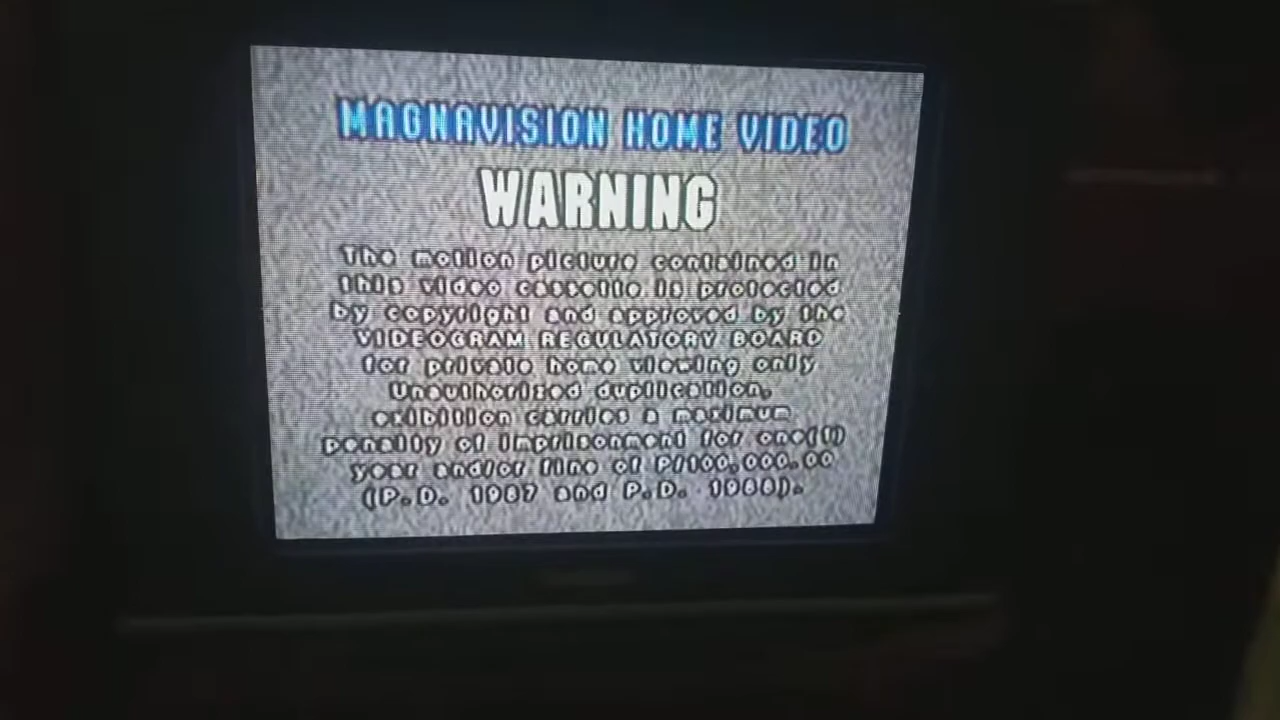 MAGNAVISION HOME VIDEO
WARNING
The motion picture contained in
this video cassette is protected
by copyright and approved by the
VIDEOGRAM REGULATORY BOARD
for private home viewing only
Unauthorized duplication,
exibition carries a maximum
penalty of imprisonment for one(1)
year and/or fine of P/100,000.00
(P.D. 1987 and P.D. 1988).